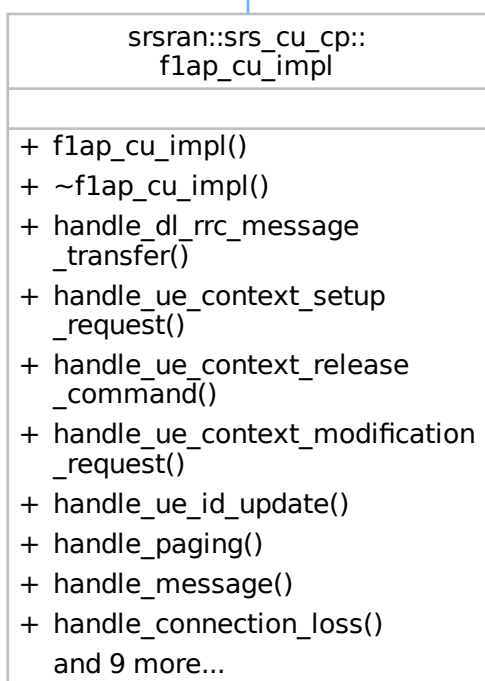 srsran::srs_cu_cp::
f1ap_cu_impl
+ f1ap_cu_impl()
+ ~f1ap_cu_impl()
+ handle_dl_rrc_message
_transfer()
+ handle_ue_context_setup
_request()
+ handle_ue_context_release
_command()
+ handle_ue_context_modification
_request()
+ handle_ue_id_update()
+ handle_paging()
+ handle_message()
+ handle_connection_loss()
and 9 more...